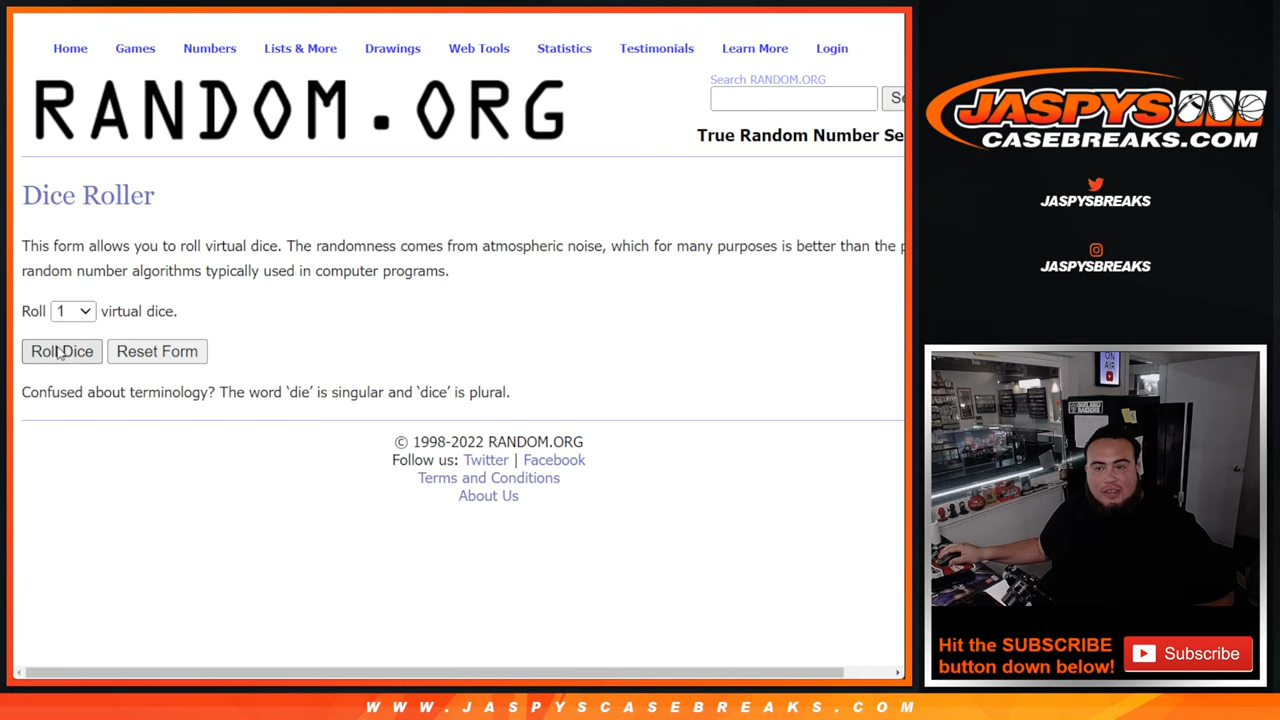 Home Games Numbers Lists & More Drawings Web Tools Statistics Testimonials Learn More Login
RANDOM.ORG
Search RANDOM.ORG
Se
True Random Number Se
Dice Roller
This form allows you to roll virtual dice. The randomness comes from atmospheric noise, which for many purposes is better than the p
random number algorithms typically used in computer programs.
Roll 1 virtual dice.
Roll Dice Reset Form
Confused about terminology? The word ‘die’ is singular and ‘dice’ is plural.
© 1998-2022 RANDOM.ORG
Follow us: Twitter | Facebook
Terms and Conditions
About Us
JASPYS
CASEBREAKS.COM
JASPYSBREAKS
JASPYSBREAKS
ON
AIR
OAKLAND
RAIDERS
Hit the SUBSCRIBE
button down below!
Subscribe
WWW.JASPYSCASEBREAKS.COM